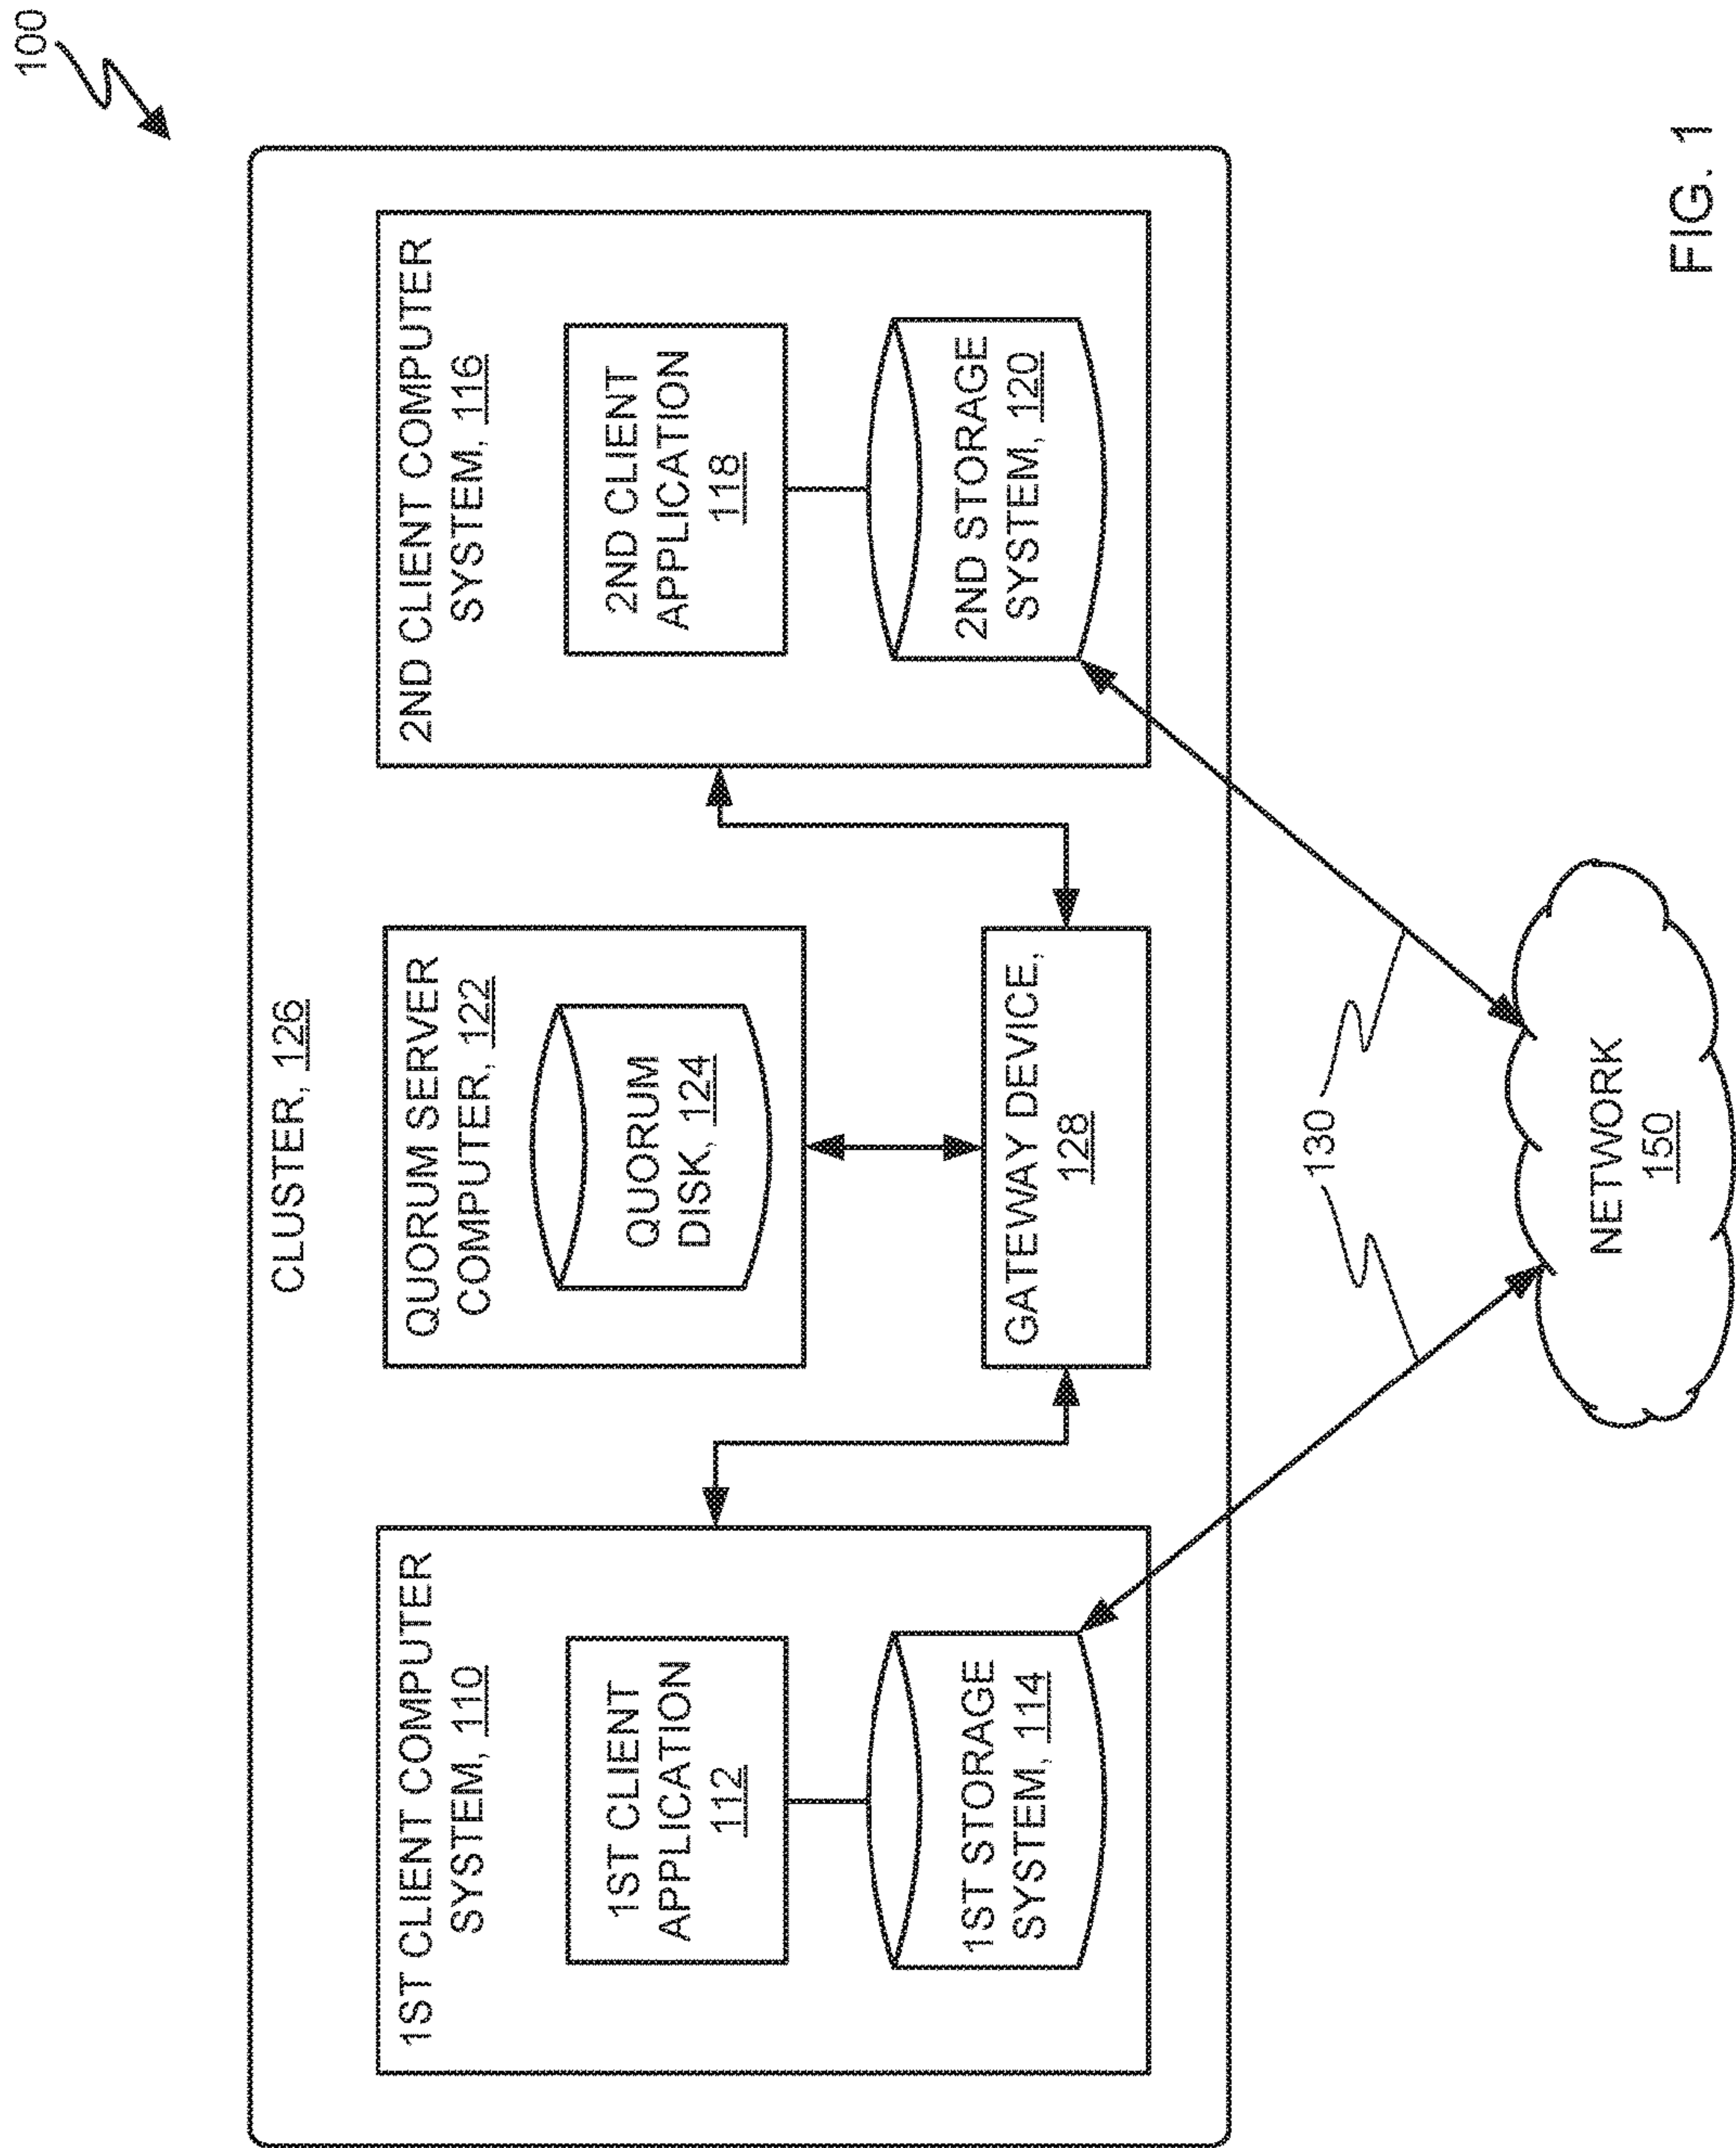 100
CLUSTER, 126
1ST CLIENT COMPUTER
SYSTEM, 110
1ST CLIENT
APPLICATION
112
1ST STORAGE
SYSTEM, 114
QUORUM SERVER
COMPUTER, 122
QUORUM
DISK, 124
GATEWAY DEVICE,
128
2ND CLIENT COMPUTER
SYSTEM, 116
2ND CLIENT
APPLICATION
118
2ND STORAGE
SYSTEM, 120
130
NETWORK
150
FIG. 1